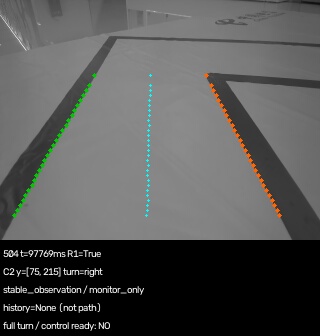 504 t=97769ms R1=True
C2 y=[75, 215] turn=right
stable_observation / monitor_only
history=None (not path)
full turn / control ready: NO